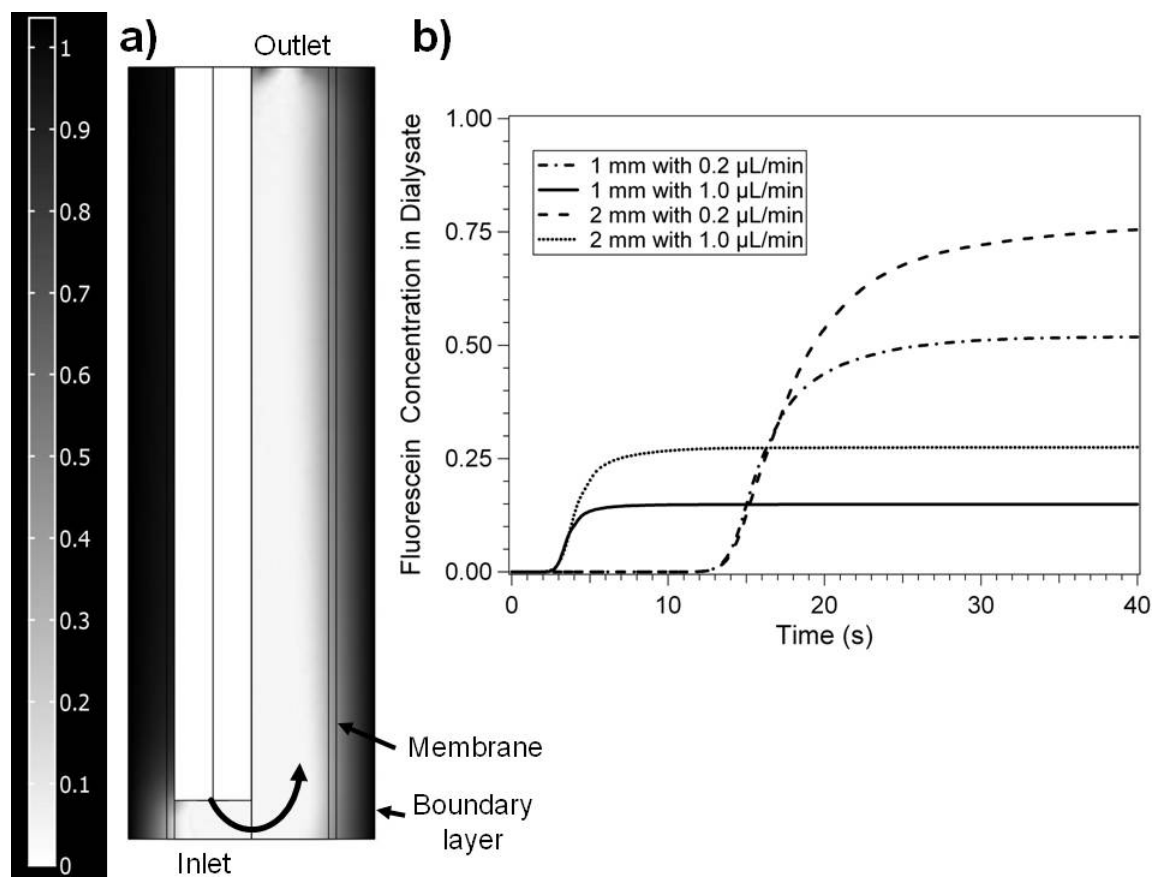 a)
Outlet
1
0.9
0.8
0.7
0.6
0.5
0.4
0.3
0.2
0.1
0
Membrane
Boundary
layer
Inlet
b)
Fluorescein Concentration in Dialysate
1.00
0.75
0.50
0.25
0.00
1 mm with 0.2 µL/min
1 mm with 1.0 µL/min
2 mm with 0.2 µL/min
2 mm with 1.0 µL/min
0 10 20 30 40
Time (s)